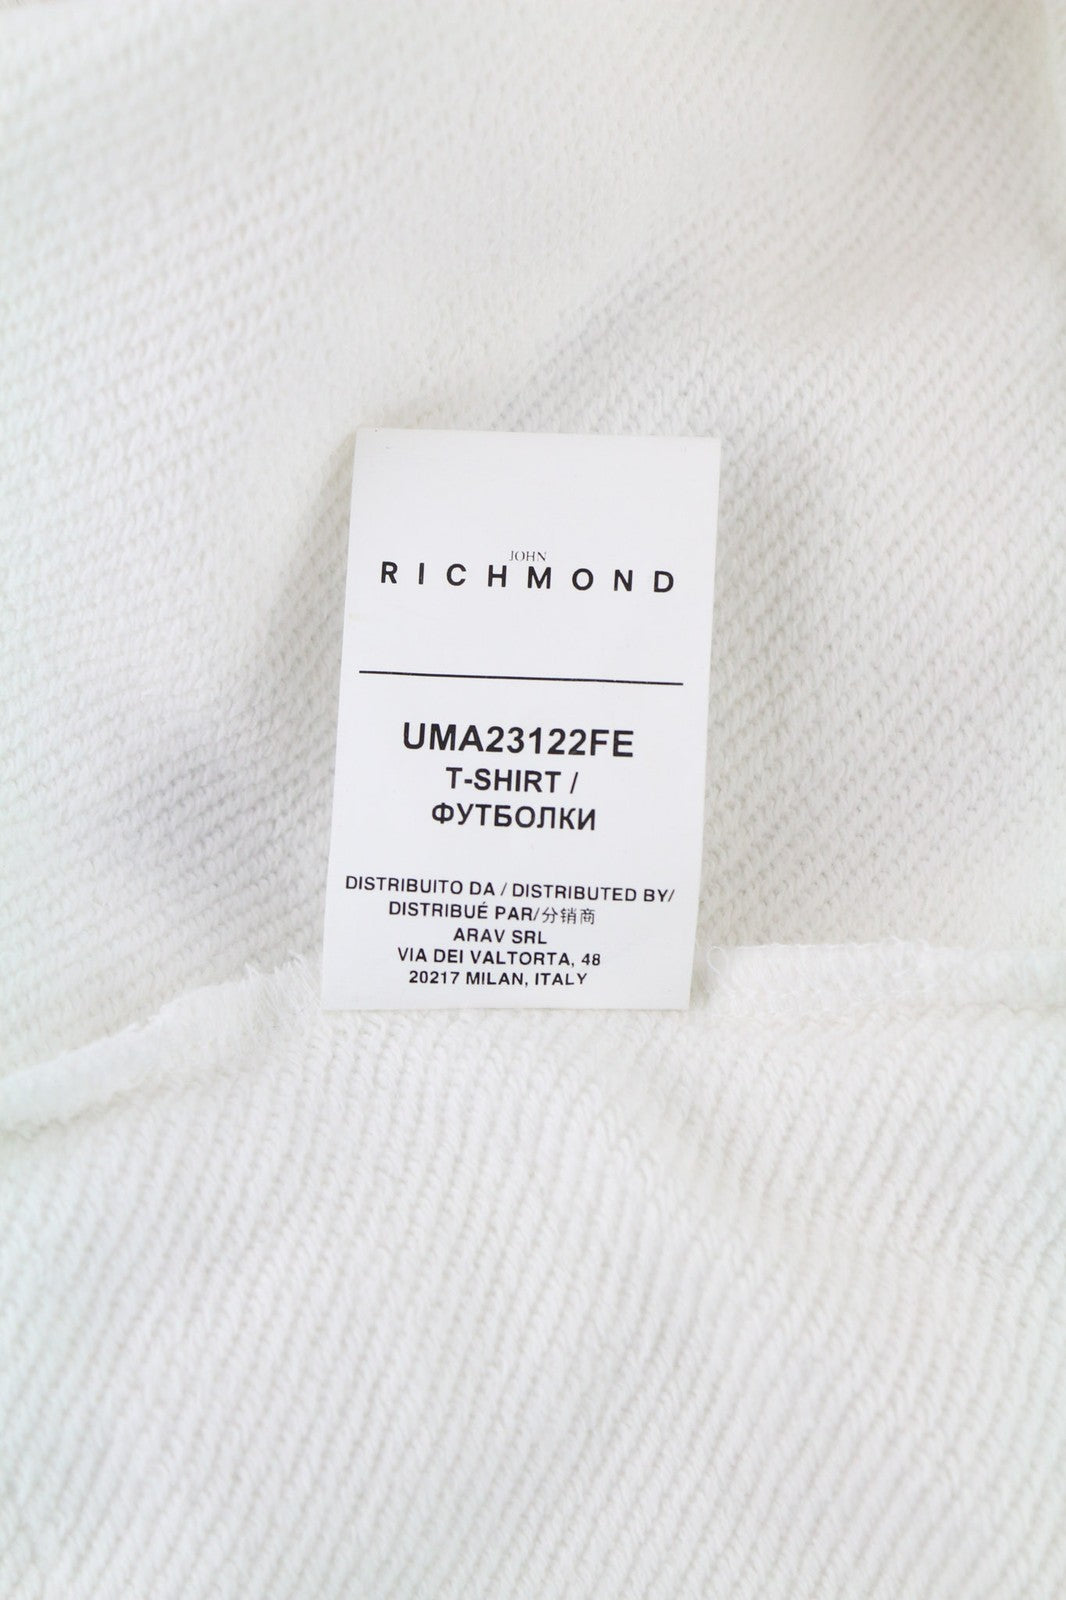 JOHN
RICHMOND
UMA23122FE
T-SHIRT /
ФУТБОЛКИ
DISTRIBUITO DA / DISTRIBUTED BY/
DISTRIBUÉ PAR/分销商
ARAV SRL
VIA DEI VALTORTA, 48
20217 MILAN, ITALY